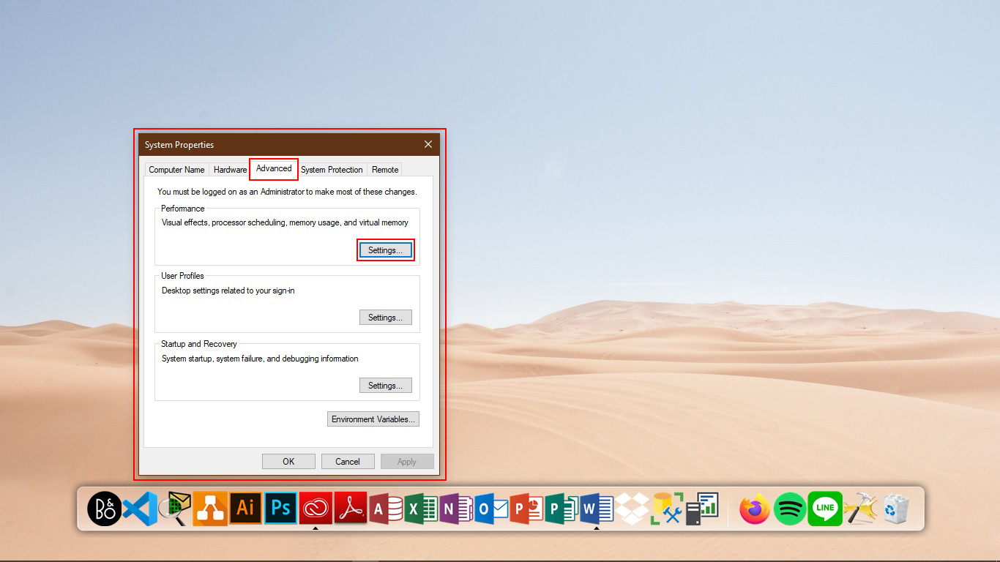 System Properties
Computer Name Hardware Advanced System Protection Remote
You must be logged on as an Administrator to make most of these changes.
Performance
Visual effects, processor scheduling, memory usage, and virtual memory
Settings...
User Profiles
Desktop settings related to your sign-in
Settings...
Startup and Recovery
System startup, system failure, and debugging information
Settings...
Environment Variables...
OK Cancel Apply
B&O Ai Ps A X N O P P W LINE